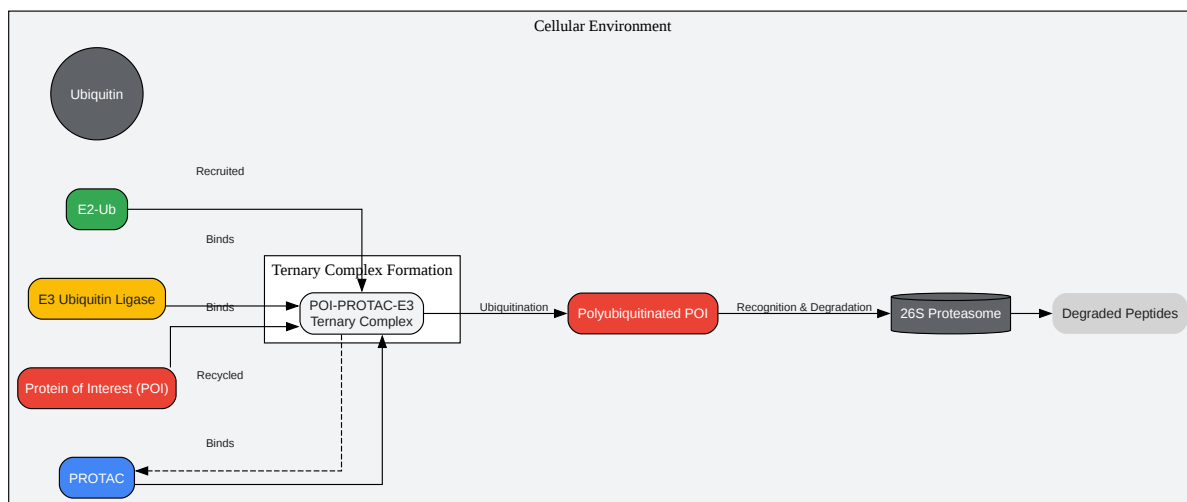 Cellular Environment
Ubiquitin
Recruited
E2-Ub
Binds
Ternary Complex Formation
E3 Ubiquitin Ligase
Binds
POI-PROTAC-E3
Ternary Complex
Ubiquitination
Polyubiquitinated POI
Recognition & Degradation
26S Proteasome
Degraded Peptides
Recycled
Protein of Interest (POI)
Binds
PROTAC